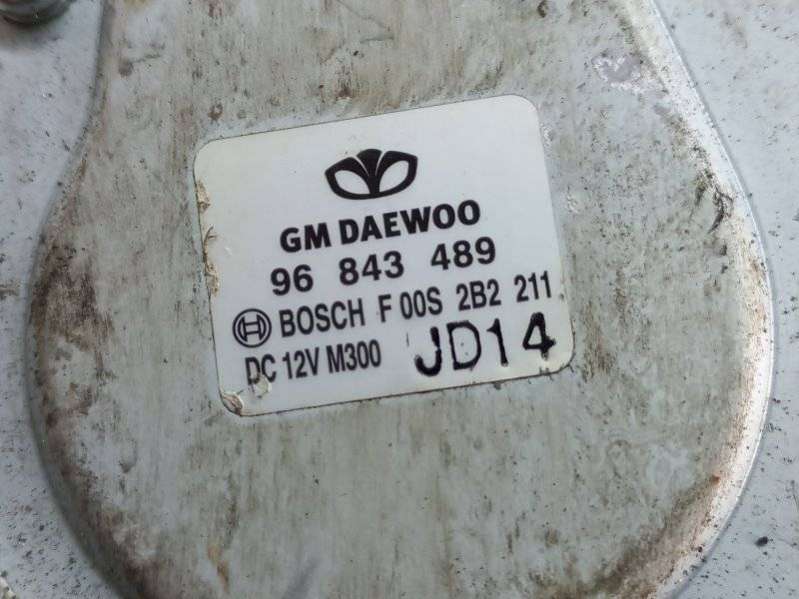 GM DAEWOO
96 843 489
BOSCH F 00S 2B2 211
DC 12V M300 JD14